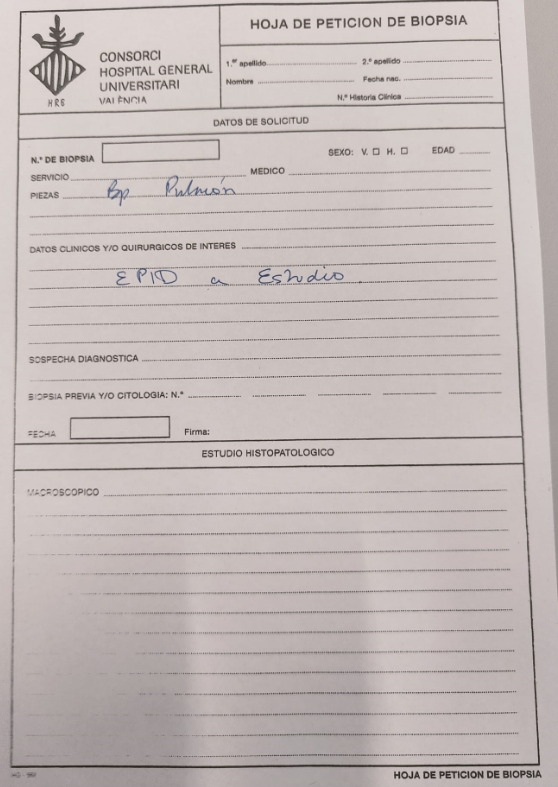 HOJA DE PETICION DE BIOPSIA
CONSORCI
HOSPITAL GENERAL
UNIVERSITARI
VALÈNCIA
HRG
1.er apellido 2.º apellido
Nombre Fecha nac.
N.º Historia Clínica
DATOS DE SOLICITUD
N.º DE BIOPSIA SEXO: V. □ H. □ EDAD
SERVICIO MEDICO
PIEZAS Bp Pulmón
DATOS CLINICOS Y/O QUIRURGICOS DE INTERES
EPID a Estudio
SOSPECHA DIAGNOSTICA
BIOPSIA PREVIA Y/O CITOLOGIA: N.º
FECHA Firma:
ESTUDIO HISTOPATOLOGICO
MACROSCOPICO
HOJA DE PETICION DE BIOPSIA